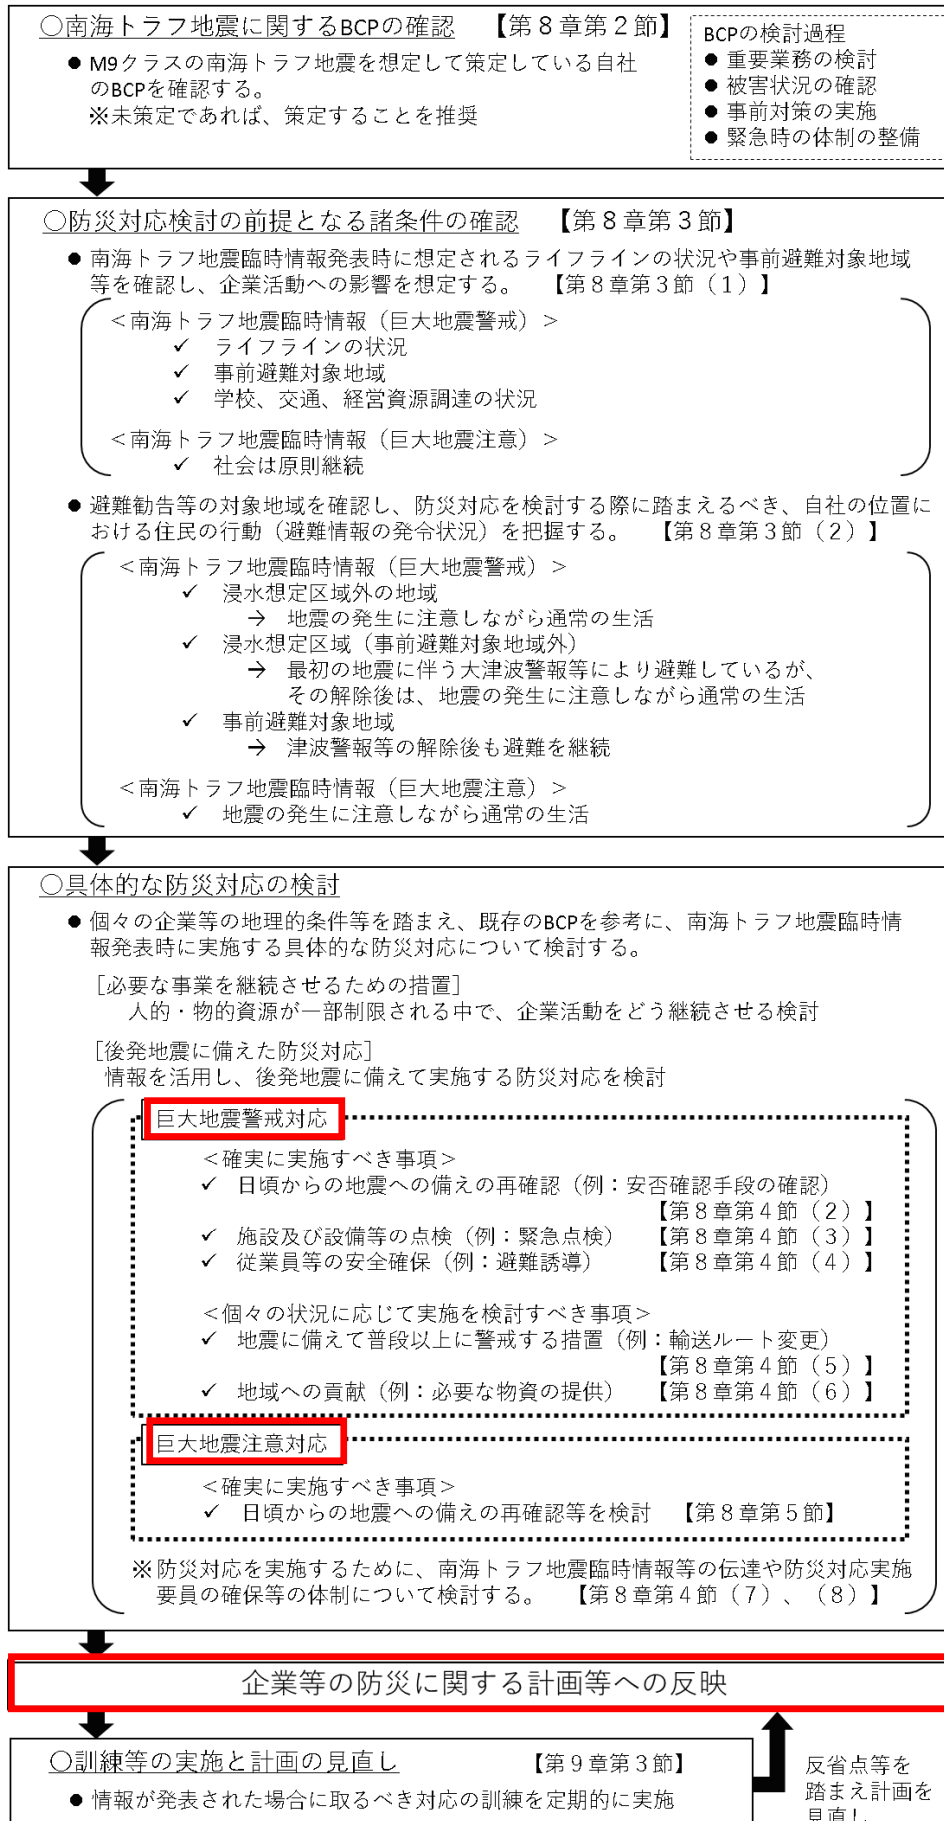 ○南海トラフ地震に関するBCPの確認　【第８章第２節】
● M9クラスの南海トラフ地震を想定して策定している自社
のBCPを確認する。
※未策定であれば、策定することを推奨
BCPの検討過程
● 重要業務の検討
● 被害状況の確認
● 事前対策の実施
● 緊急時の体制の整備
○防災対応検討の前提となる諸条件の確認　【第８章第３節】
● 南海トラフ地震臨時情報発表時に想定されるライフラインの状況や事前避難対象地域
等を確認し、企業活動への影響を想定する。　【第８章第３節（１）】
＜南海トラフ地震臨時情報（巨大地震警戒）＞
✓ ライフラインの状況
✓ 事前避難対象地域
✓ 学校、交通、経営資源調達の状況
＜南海トラフ地震臨時情報（巨大地震注意）＞
✓ 社会は原則継続
● 避難勧告等の対象地域を確認し、防災対応を検討する際に踏まえるべき、自社の位置に
おける住民の行動（避難情報の発令状況）を把握する。　【第８章第３節（２）】
＜南海トラフ地震臨時情報（巨大地震警戒）＞
✓ 浸水想定区域外の地域
→ 地震の発生に注意しながら通常の生活
✓ 浸水想定区域（事前避難対象地域外）
→ 最初の地震に伴う大津波警報等により避難しているが、
その解除後は、地震の発生に注意しながら通常の生活
✓ 事前避難対象地域
→ 津波警報等の解除後も避難を継続
＜南海トラフ地震臨時情報（巨大地震注意）＞
✓ 地震の発生に注意しながら通常の生活
○具体的な防災対応の検討
● 個々の企業等の地理的条件等を踏まえ、既存のBCPを参考に、南海トラフ地震臨時情
報発表時に実施する具体的な防災対応について検討する。
［必要な事業を継続させるための措置］
人的・物的資源が一部制限される中で、企業活動をどう継続させる検討
［後発地震に備えた防災対応］
情報を活用し、後発地震に備えて実施する防災対応を検討
巨大地震警戒対応
＜確実に実施すべき事項＞
✓ 日頃からの地震への備えの再確認（例：安否確認手段の確認）
【第８章第４節（２）】
✓ 施設及び設備等の点検（例：緊急点検）　【第８章第４節（３）】
✓ 従業員等の安全確保（例：避難誘導）　【第８章第４節（４）】
＜個々の状況に応じて実施を検討すべき事項＞
✓ 地震に備えて普段以上に警戒する措置（例：輸送ルート変更）
【第８章第４節（５）】
✓ 地域への貢献（例：必要な物資の提供）　【第８章第４節（６）】
巨大地震注意対応
＜確実に実施すべき事項＞
✓ 日頃からの地震への備えの再確認等を検討　【第８章第５節】
※防災対応を実施するために、南海トラフ地震臨時情報等の伝達や防災対応実施
要員の確保等の体制について検討する。　【第８章第４節（７）、（８）】
企業等の防災に関する計画等への反映
○訓練等の実施と計画の見直し　【第９章第３節】
● 情報が発表された場合に取るべき対応の訓練を定期的に実施
反省点等を
踏まえ計画を
見直し